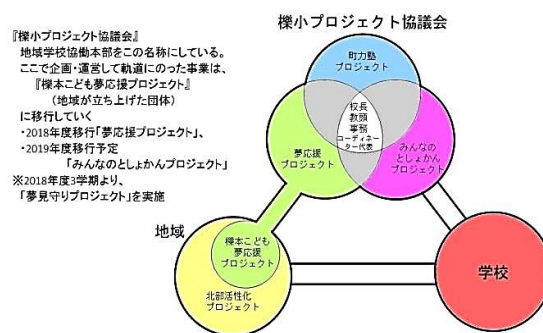 櫟小プロジェクト協議会
『櫟小プロジェクト協議会』
地域学校協働本部をこの名称にしている。
ここで企画・運営して軌道にのった事業は、
『櫟本こども夢応援プロジェクト』
（地域が立ち上げた団体）
に移行していく
・2018年度移行「夢応援プロジェクト」、
・2019年度移行予定
「みんなのとしょかんプロジェクト」
※2018年度3学期より、
「夢見守りプロジェクト」を実施
町力塾
プロジェクト
校長
教頭
事務
コーディネー
ター代表
夢応援
プロジェクト
みんなの
としょかん
プロジェクト
地域
櫟本こども
夢応援
プロジェクト
北部活性化
プロジェクト
学校